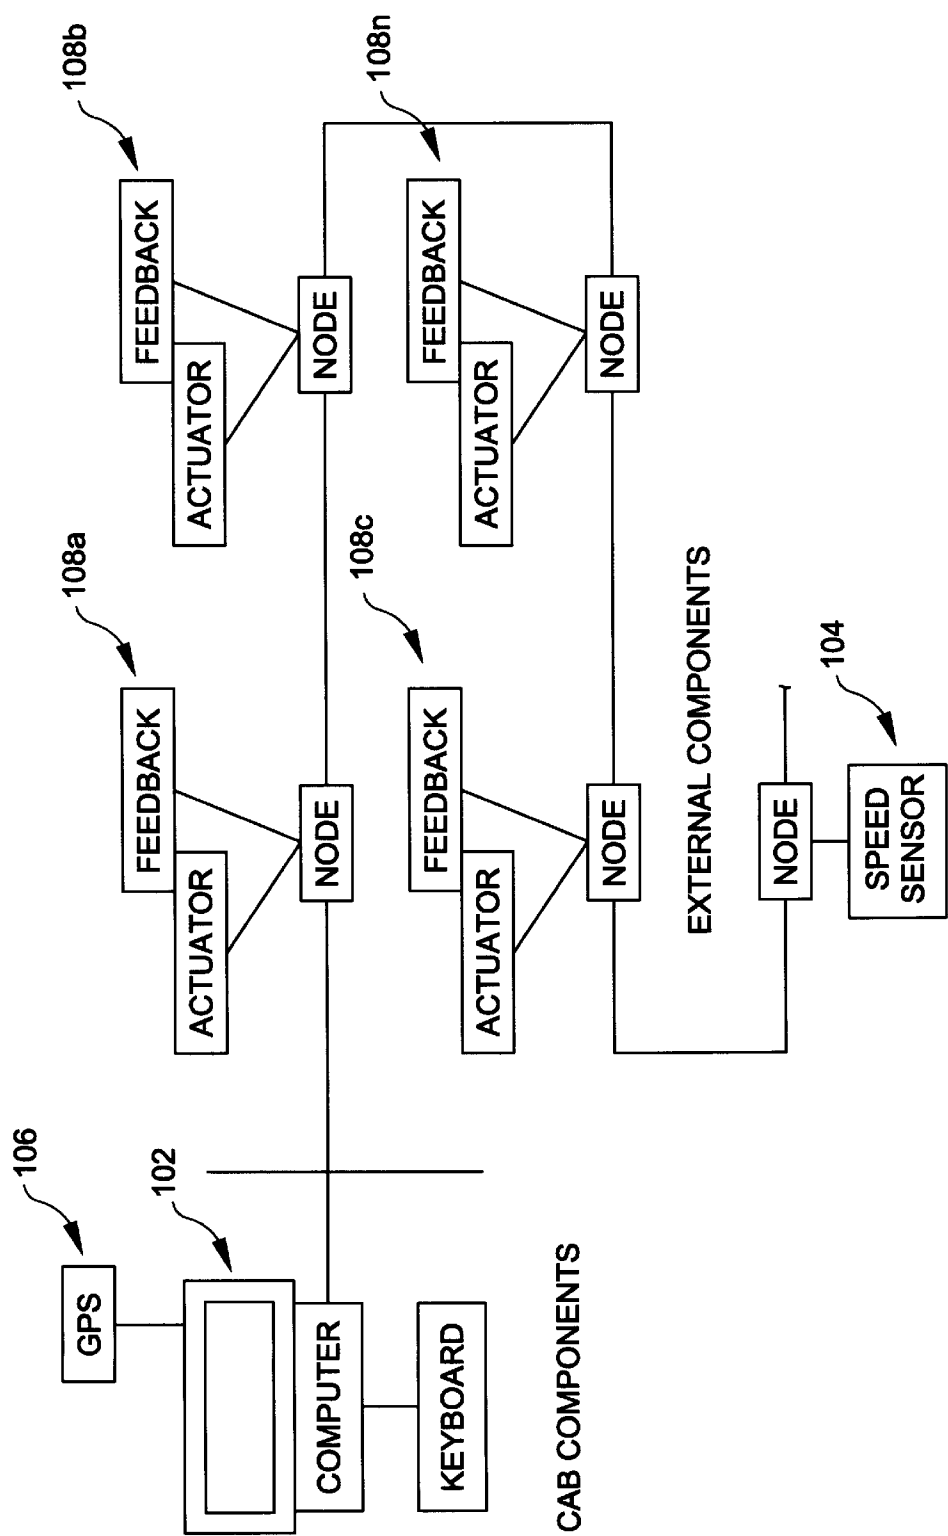 106
GPS
102
COMPUTER
KEYBOARD
CAB COMPONENTS
108a
FEEDBACK
ACTUATOR
NODE
108b
FEEDBACK
ACTUATOR
NODE
108c
FEEDBACK
ACTUATOR
NODE
108n
FEEDBACK
ACTUATOR
NODE
EXTERNAL COMPONENTS
NODE
104
SPEED
SENSOR